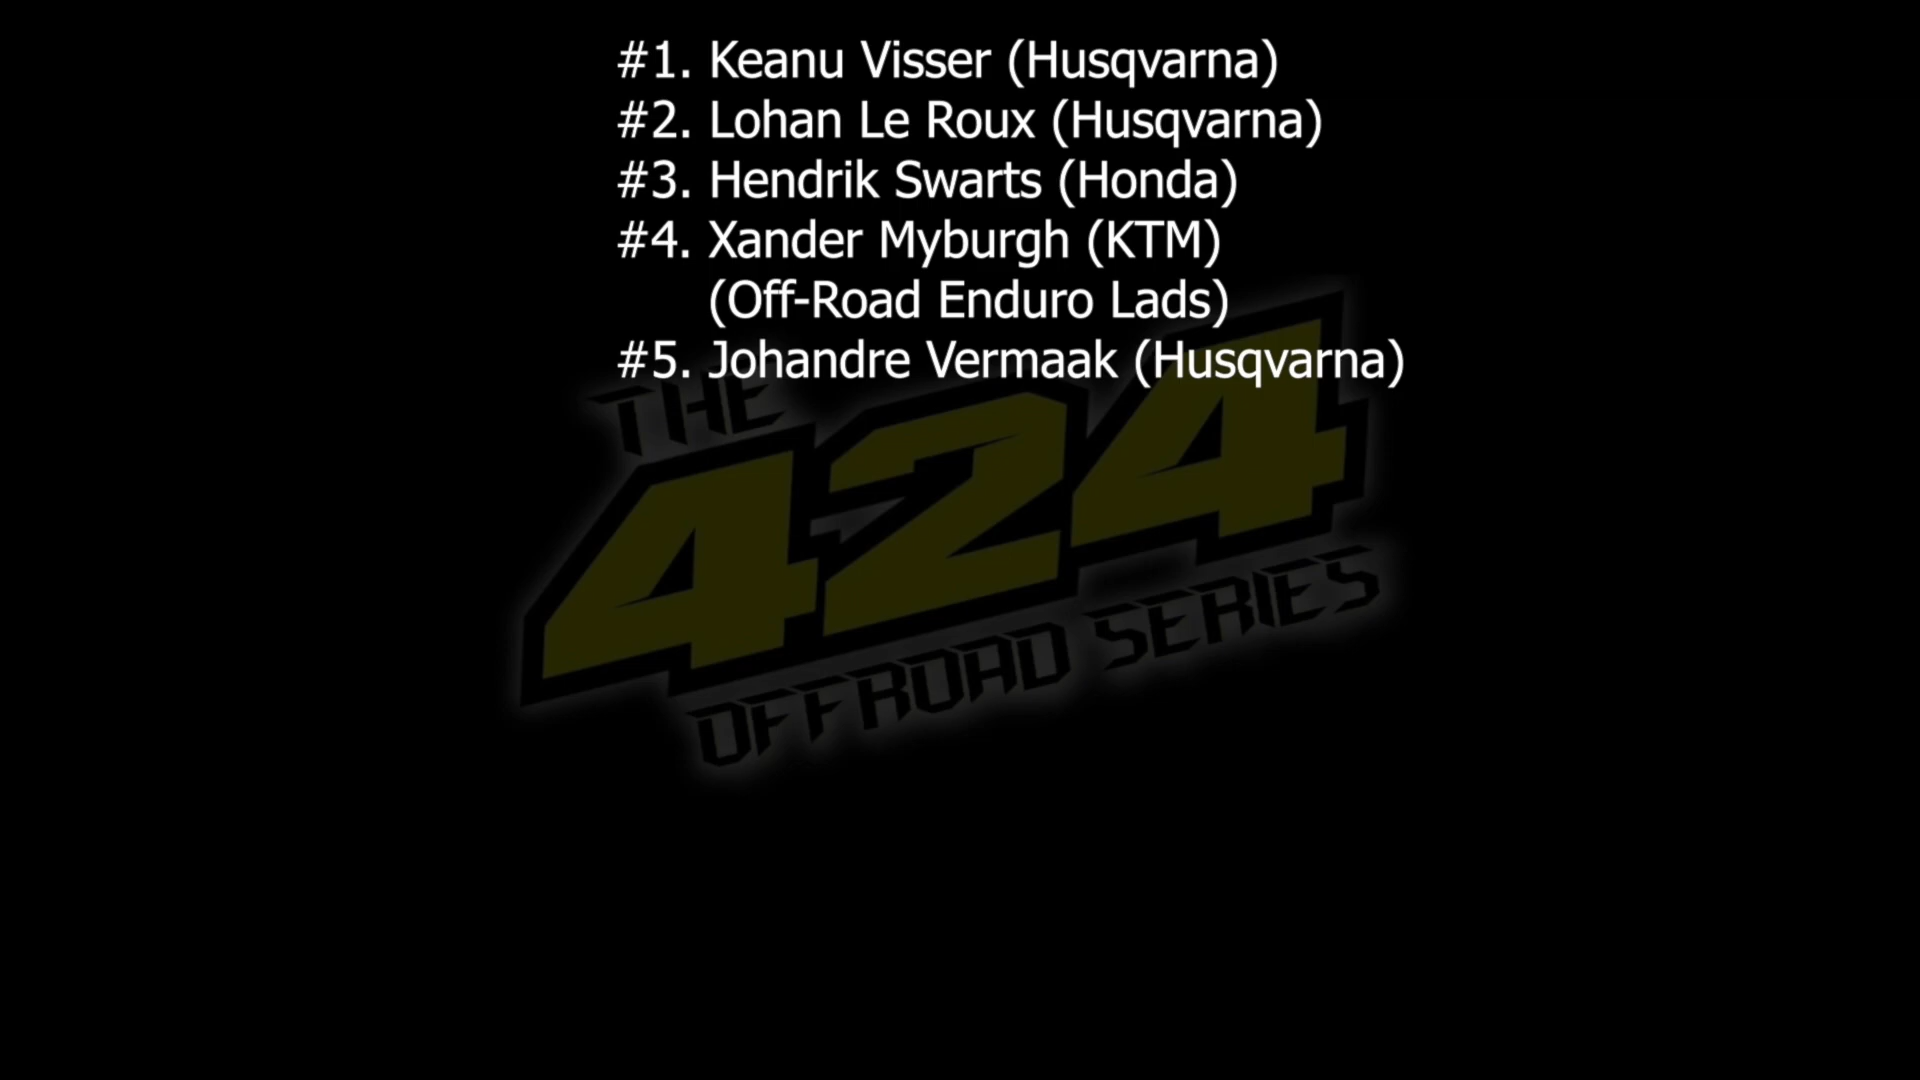 #1. Keanu Visser (Husqvarna)
#2. Lohan Le Roux (Husqvarna)
#3. Hendrik Swarts (Honda)
#4. Xander Myburgh (KTM)
(Off-Road Enduro Lads)
#5. Johandre Vermaak (Husqvarna)
THE
424
OFFROAD SERIES